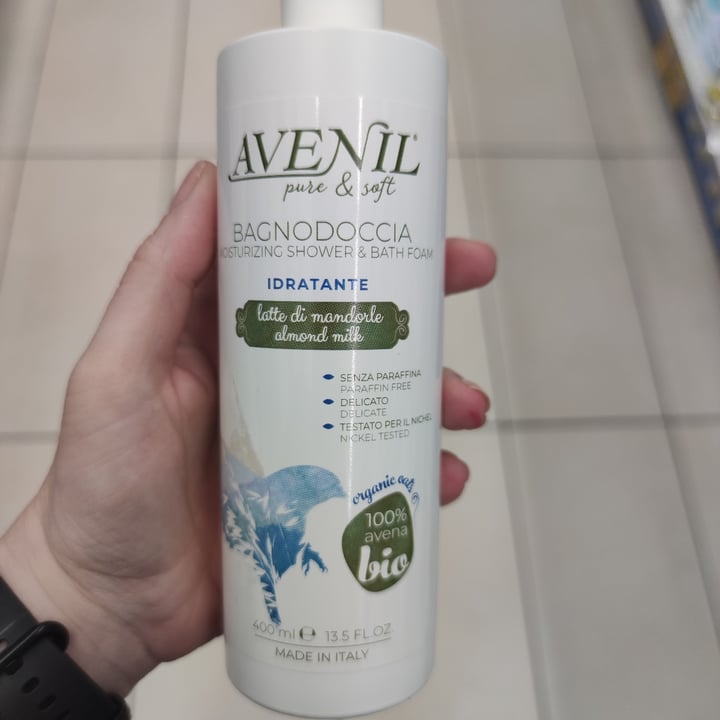 AVENIL®
pure & soft
BAGNODOCCIA
MOISTURIZING SHOWER & BATH FOAM
IDRATANTE
latte di mandorle
almond milk
SENZA PARAFFINA
PARAFFIN FREE
DELICATO
DELICATE
TESTATO PER IL NICHEL
NICKEL TESTED
organic oats
100%
avena
bio
400 ml e 13.5 FL.OZ.
MADE IN ITALY